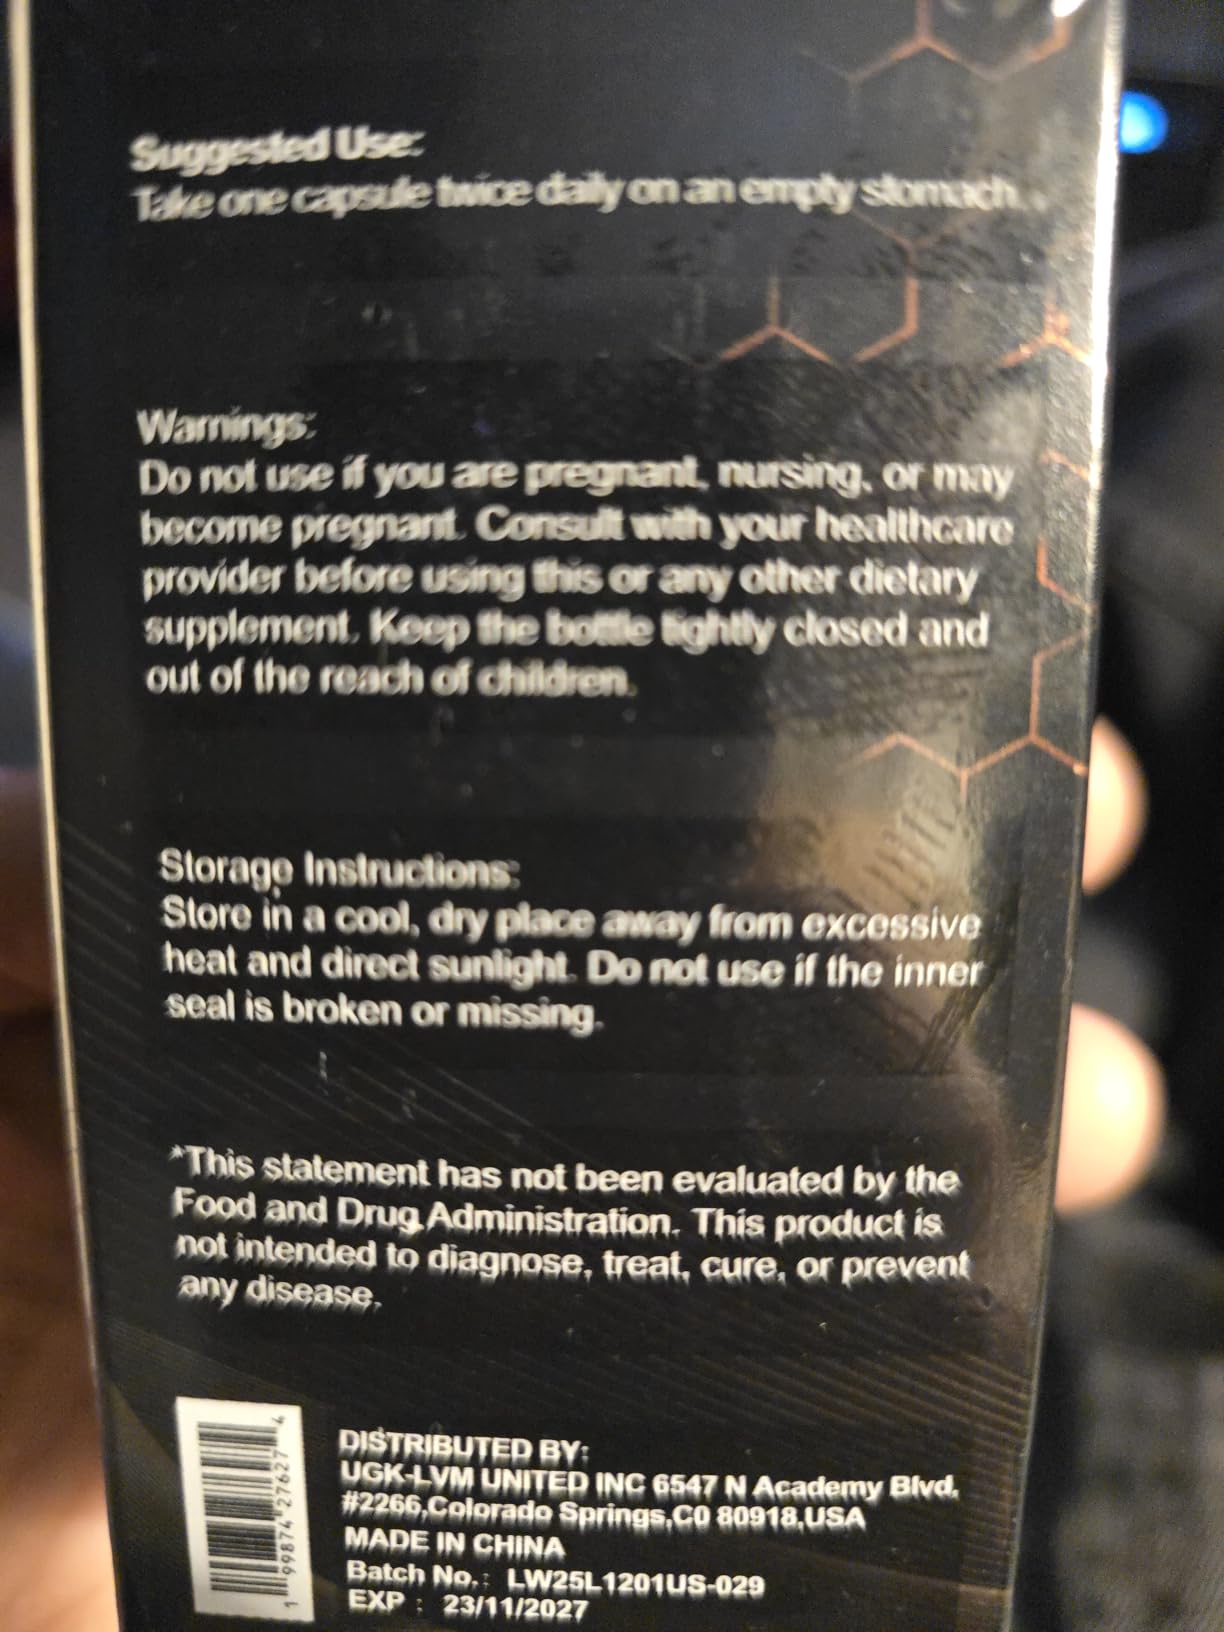 Suggested Use:
Take one capsule twice daily on an empty stomach.
Warnings:
Do not use if you are pregnant, nursing, or may
become pregnant. Consult with your healthcare
provider before using this or any other dietary
supplement. Keep the bottle tightly closed and
out of the reach of children.
Storage Instructions:
Store in a cool, dry place away from excessive
heat and direct sunlight. Do not use if the inner
seal is broken or missing.
*This statement has not been evaluated by the
Food and Drug Administration. This product is
not intended to diagnose, treat, cure, or prevent
any disease.
1 99874 27627 4
DISTRIBUTED BY:
UGK-LVM UNITED INC 6547 N Academy Blvd,
#2266,Colorado Springs,C0 80918,USA
MADE IN CHINA
Batch No.: LW25L1201US-029
EXP : 23/11/2027